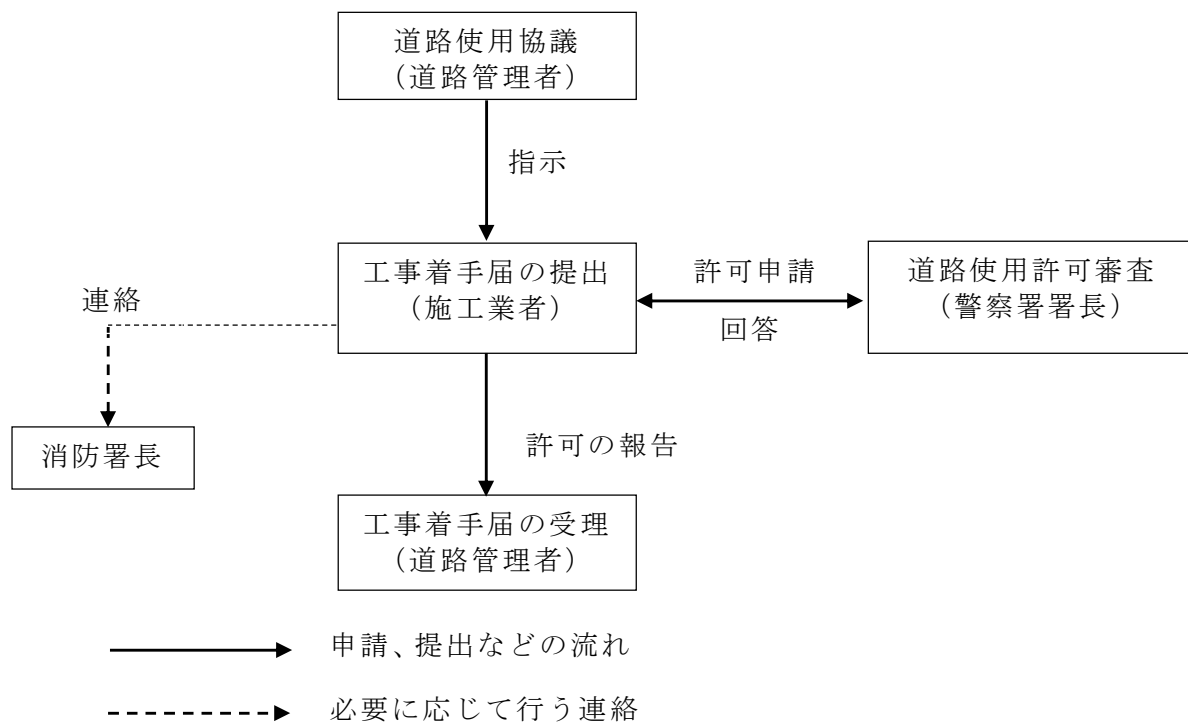 道路使用協議
(道路管理者)
指示
工事着手届の提出
(施工業者)
許可申請
回答
道路使用許可審査
(警察署署長)
連絡
消防署長
許可の報告
工事着手届の受理
(道路管理者)
申請、提出などの流れ
必要に応じて行う連絡